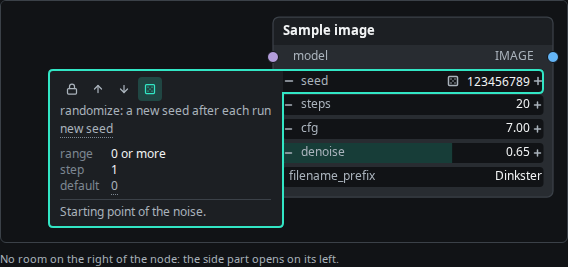 Sample image
model IMAGE
seed 123456789 +
steps 20 +
cfg 7.00 +
denoise 0.65 +
filename_prefix Dinkster
randomize: a new seed after each run
new seed
range 0 or more
step 1
default 0
Starting point of the noise.
No room on the right of the node: the side part opens on its left.